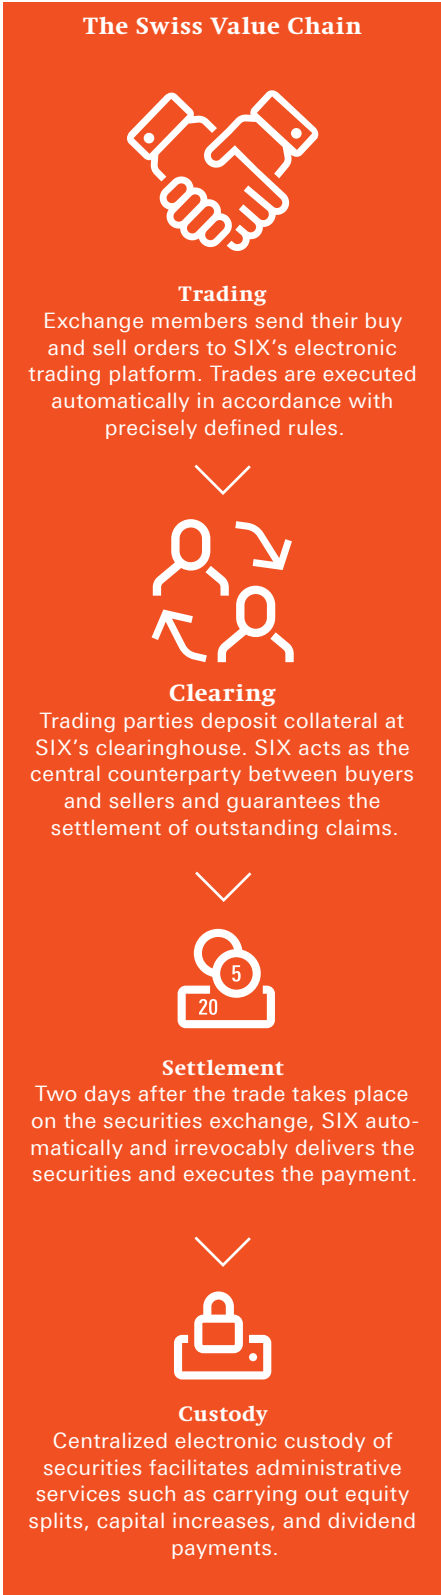 The Swiss Value Chain
Trading
Exchange members send their buy
and sell orders to SIX's electronic
trading platform. Trades are executed
automatically in accordance with
precisely defined rules.
Clearing
Trading parties deposit collateral at
SIX's clearinghouse. SIX acts as the
central counterparty between buyers
and sellers and guarantees the
settlement of outstanding claims.
5
20
Settlement
Two days after the trade takes place
on the securities exchange, SIX auto-
matically and irrevocably delivers the
securities and executes the payment.
Custody
Centralized electronic custody of
securities facilitates administrative
services such as carrying out equity
splits, capital increases, and dividend
payments.